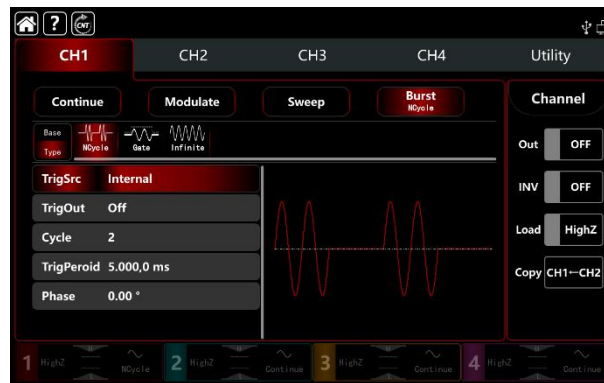 CNT
CH1 CH2 CH3 CH4 Utility
Continue Modulate Sweep Burst
NCycle
Channel
Base
Type
NCycle Gate Infinite
Out OFF
TrigSrc Internal
INV OFF
TrigOut Off
Load HighZ
Cycle 2
TrigPeroid 5.000,0 ms
Copy CH1←CH2
Phase 0.00 °
1 HighZ NCycle 2 HighZ Continue 3 HighZ Continue 4 HighZ Continue